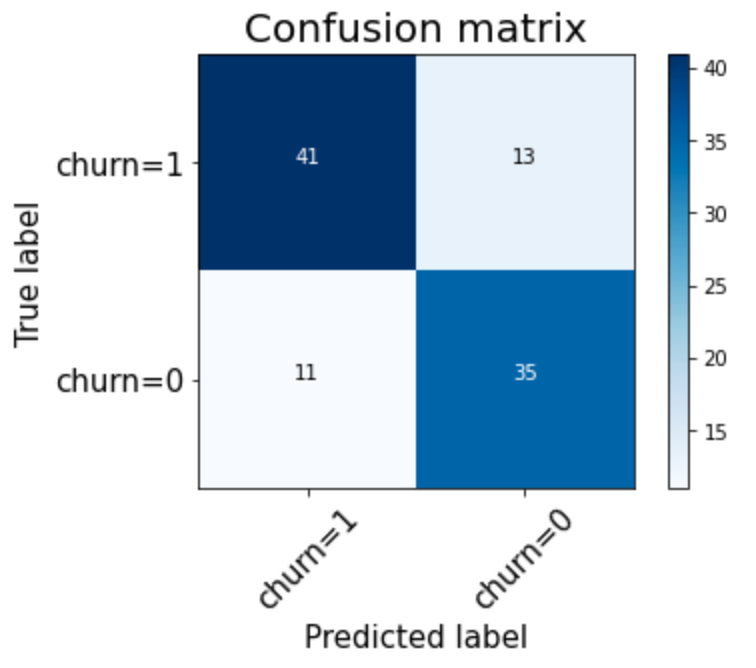 Confusion matrix
True label
churn=1
41
13
churn=0
11
35
churn=1
churn=0
Predicted label
40
35
30
25
20
15